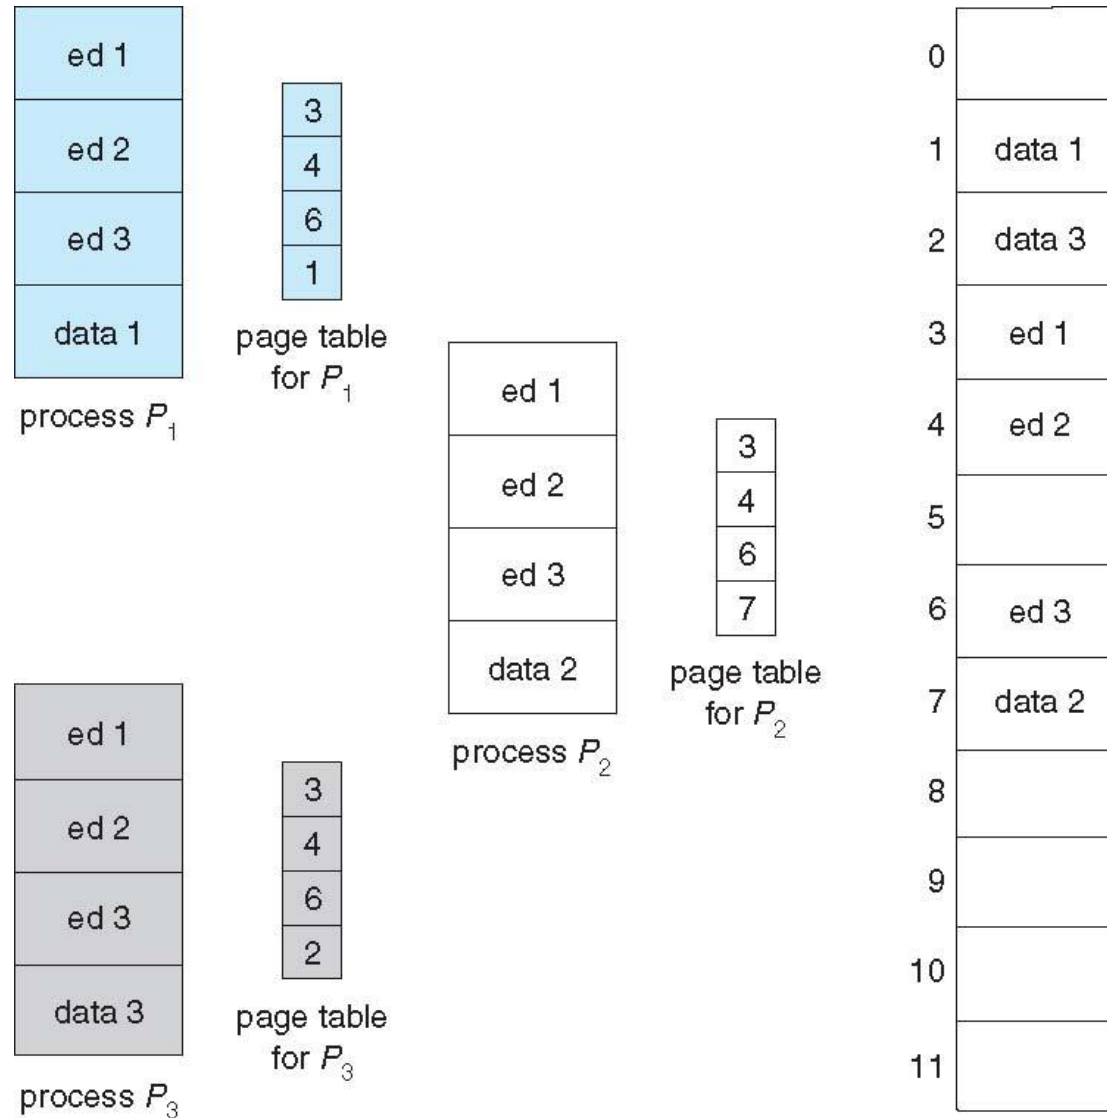 ed 1
ed 2
ed 3
data 1
process P1
3
4
6
1
page table
for P1
ed 1
ed 2
ed 3
data 2
process P2
3
4
6
7
page table
for P2
ed 1
ed 2
ed 3
data 3
process P3
3
4
6
2
page table
for P3
0
1 data 1
2 data 3
3 ed 1
4 ed 2
5
6 ed 3
7 data 2
8
9
10
11